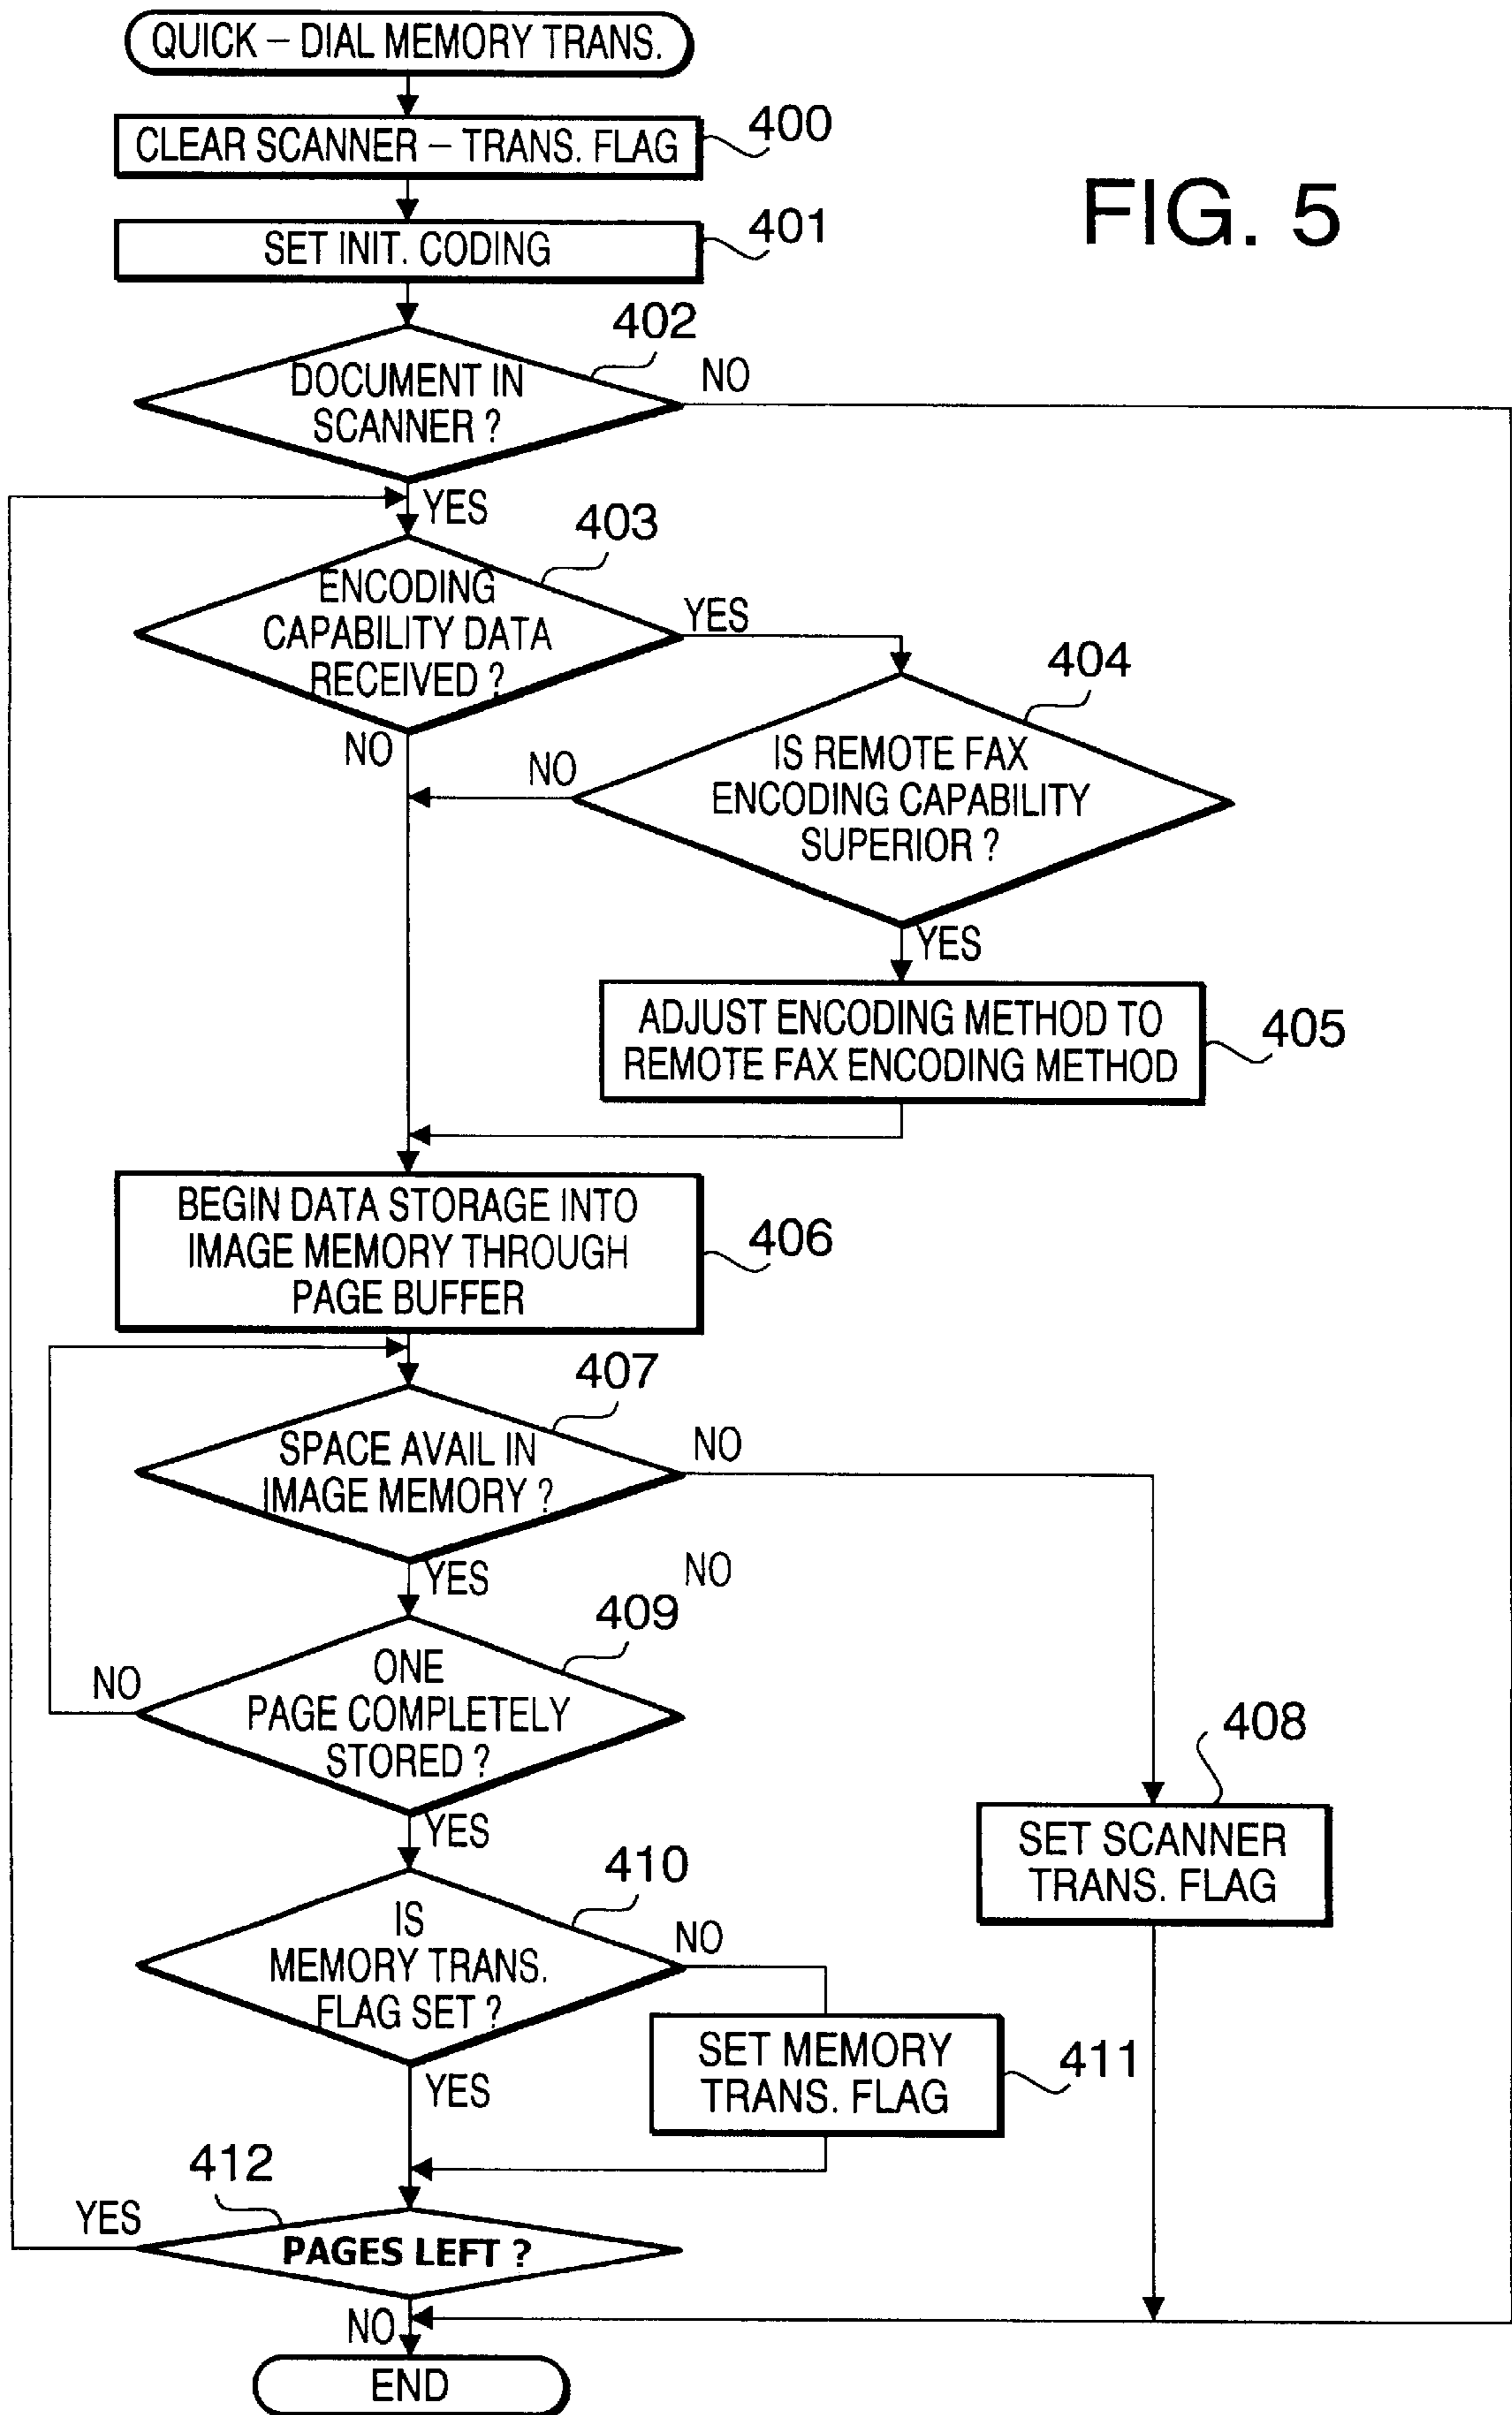 QUICK – DIAL MEMORY TRANS.
CLEAR SCANNER – TRANS. FLAG
400
FIG. 5
SET INIT. CODING
401
402
DOCUMENT IN
SCANNER ?
NO
YES
403
ENCODING
CAPABILITY DATA
RECEIVED ?
YES
NO
404
IS REMOTE FAX
ENCODING CAPABILITY
SUPERIOR ?
NO
YES
ADJUST ENCODING METHOD TO
REMOTE FAX ENCODING METHOD
405
BEGIN DATA STORAGE INTO
IMAGE MEMORY THROUGH
PAGE BUFFER
406
407
SPACE AVAIL IN
IMAGE MEMORY ?
NO
YES
NO
409
ONE
PAGE COMPLETELY
STORED ?
NO
YES
408
SET SCANNER
TRANS. FLAG
410
IS
MEMORY TRANS.
FLAG SET ?
NO
YES
SET MEMORY
TRANS. FLAG
411
412
PAGES LEFT ?
YES
NO
END